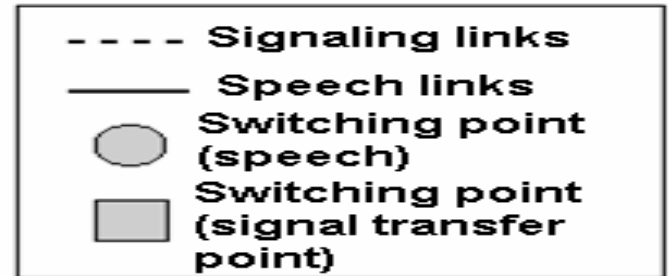 Signaling links
Speech links
Switching point
(speech)
Switching point
(signal transfer
point)